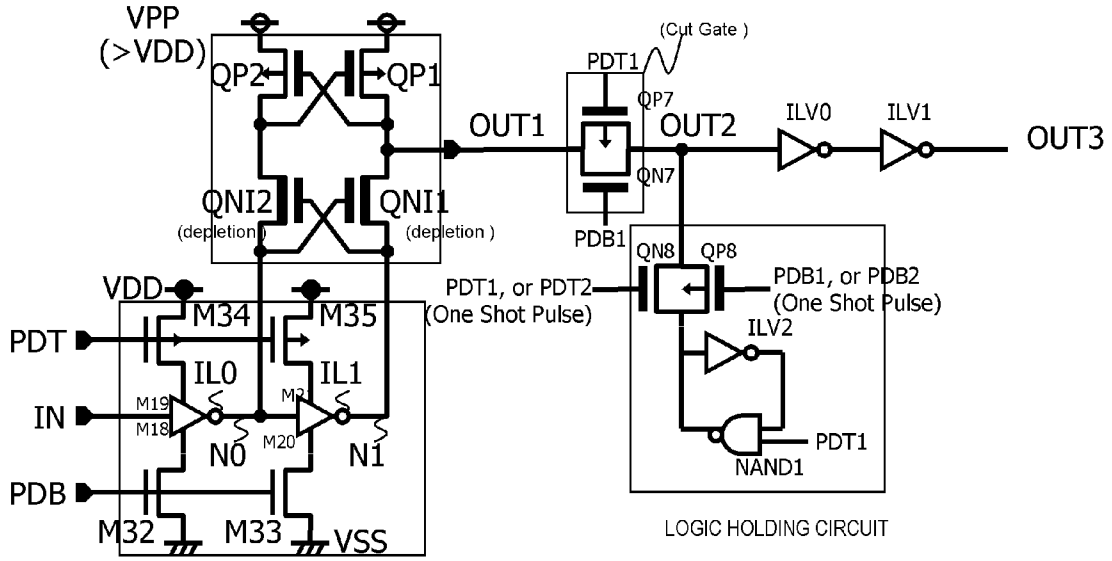 VPP
(>VDD)
(Cut Gate )
PDT1
QP2
QP1
QP7
OUT1
OUT2
ILV0
ILV1
OUT3
QN7
QNI2
QNI1
(depletion )
(depletion )
PDB1
QN8
QP8
PDT1, or PDT2
(One Shot Pulse)
PDB1, or PDB2
(One Shot Pulse)
VDD
M34
M35
PDT
ILV2
IL0
IL1
M19
M21
IN
M18
M20
N0
N1
PDT1
NAND1
PDB
M32
M33
VSS
LOGIC HOLDING CIRCUIT